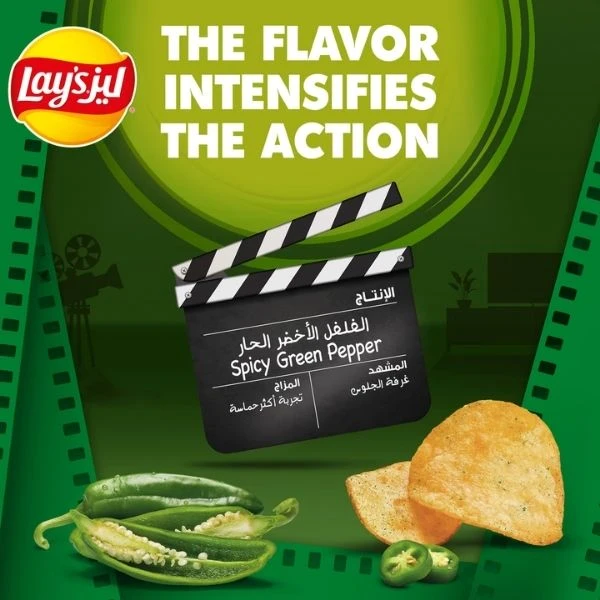 Lay's ليز
THE FLAVOR
INTENSIFIES
THE ACTION
الإنتاج
الفلفل الأخضر الحار
Spicy Green Pepper
المشهد
غرفة الجلوس
المزاج
تجربة أكثر حماسة